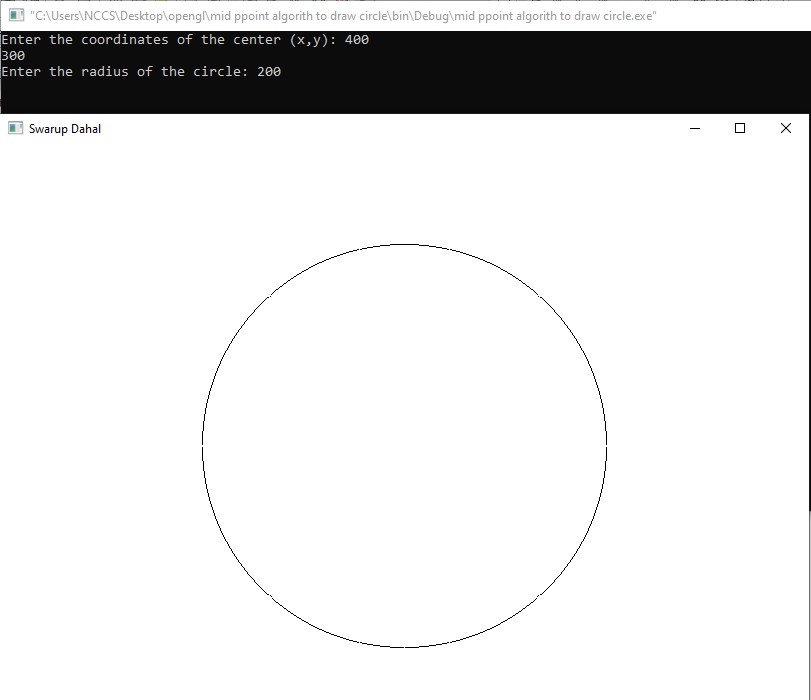 "C:\Users\NCCS\Desktop\opengl\mid ppoint algorith to draw circle\bin\Debug\mid ppoint algorith to draw circle.exe"
Enter the coordinates of the center (x,y): 400
300
Enter the radius of the circle: 200
Swarup Dahal